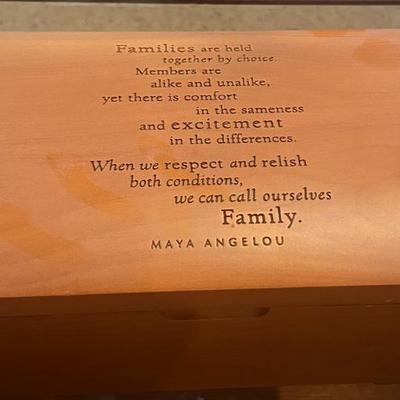 Families are held
together by choice.
Members are
alike and unalike,
yet there is comfort
in the sameness
and excitement
in the differences.
When we respect and relish
both conditions,
we can call ourselves
Family.
MAYA ANGELOU